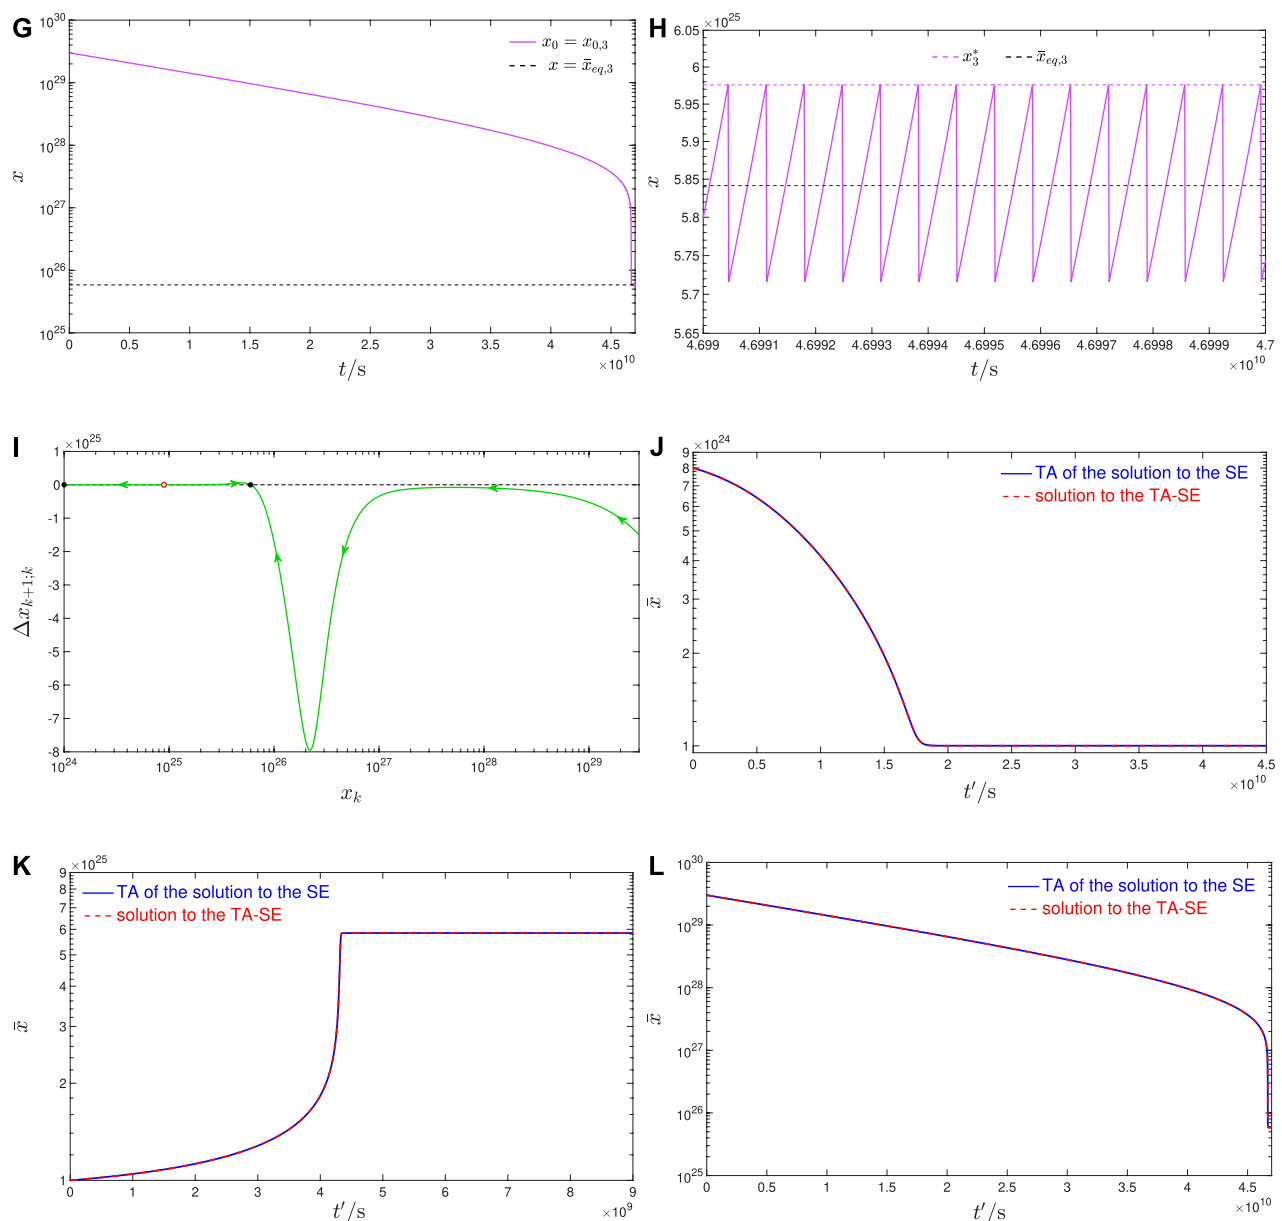 G
10^30
10^29
10^28
10^27
10^26
10^25
x
x_0 = x_{0,3}
x = x̄_{eq,3}
0 0.5 1 1.5 2 2.5 3 3.5 4 4.5
×10^10
t/s
H
×10^25
6.05
6
5.95
5.9
5.84
5.8
5.7
5.65
x
x*_3 x̄_{eq,3}
4.699 4.6991 4.6992 4.6993 4.6994 4.6995 4.6996 4.6997 4.6998 4.6999 4.7
×10^10
t/s
I
×10^25
1
0
-1
-2
-3
-4
-5
-6
-7
-8
Δx_{k+1;k}
10^24 10^25 10^26 10^27 10^28 10^29
x_k
J
×10^24
9
8
7
6
5
4
3
2
1
x̄
TA of the solution to the SE
solution to the TA-SE
0 0.5 1 1.5 2 2.5 3 3.5 4 4.5
×10^10
t′/s
K
×10^25
9
8
7
6
5
4
3
2
1
x̄
TA of the solution to the SE
solution to the TA-SE
0 1 2 3 4 5 6 7 8 9
×10^9
t′/s
L
10^30
10^29
10^28
10^27
10^26
10^25
x̄
TA of the solution to the SE
solution to the TA-SE
0 0.5 1 1.5 2 2.5 3 3.5 4 4.5
×10^10
t′/s